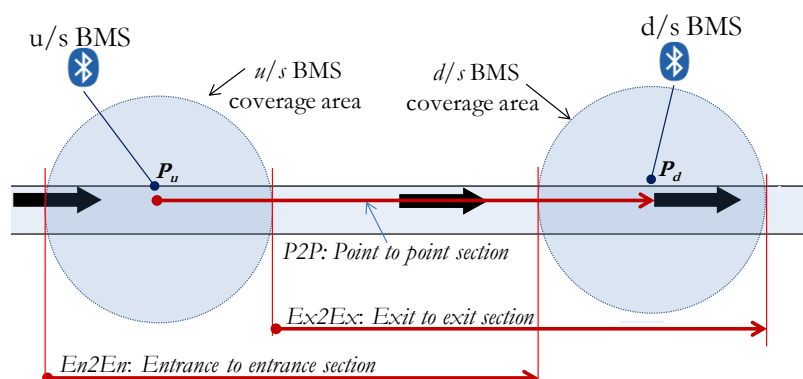 u/s BMS
d/s BMS
u/s BMS
coverage area
d/s BMS
coverage area
Pu
Pd
P2P: Point to point section
Ex2Ex: Exit to exit section
En2En: Entrance to entrance section